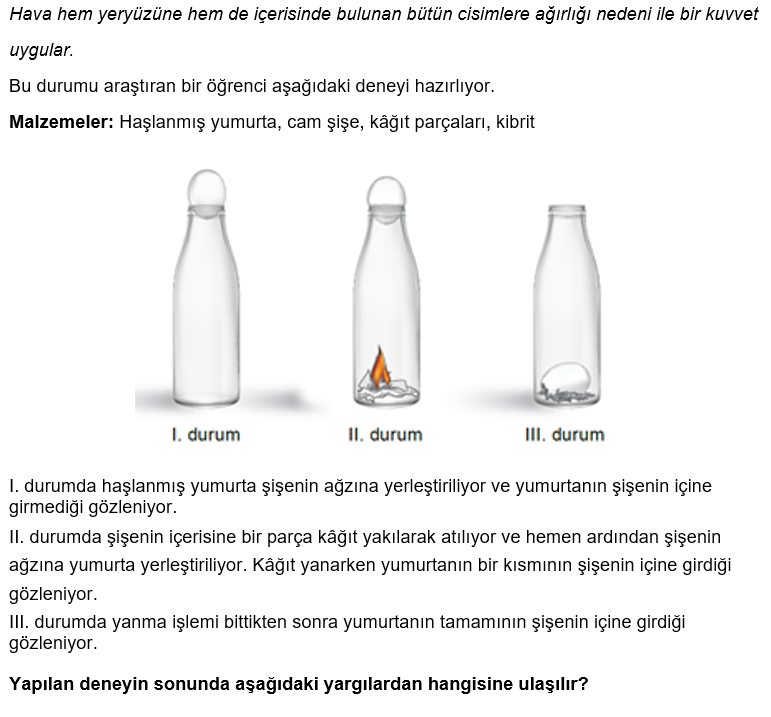 Hava hem yeryüzüne hem de içerisinde bulunan bütün cisimlere ağırlığı nedeni ile bir kuvvet
uygular.
Bu durumu araştıran bir öğrenci aşağıdaki deneyi hazırlıyor.
Malzemeler: Haşlanmış yumurta, cam şişe, kâğıt parçaları, kibrit
I. durum II. durum III. durum
I. durumda haşlanmış yumurta şişenin ağzına yerleştiriliyor ve yumurtanın şişenin içine
girmediği gözleniyor.
II. durumda şişenin içerisine bir parça kâğıt yakılarak atılıyor ve hemen ardından şişenin
ağzına yumurta yerleştiriliyor. Kâğıt yanarken yumurtanın bir kısmının şişenin içine girdiği
gözleniyor.
III. durumda yanma işlemi bittikten sonra yumurtanın tamamının şişenin içine girdiği
gözleniyor.
Yapılan deneyin sonunda aşağıdaki yargılardan hangisine ulaşılır?